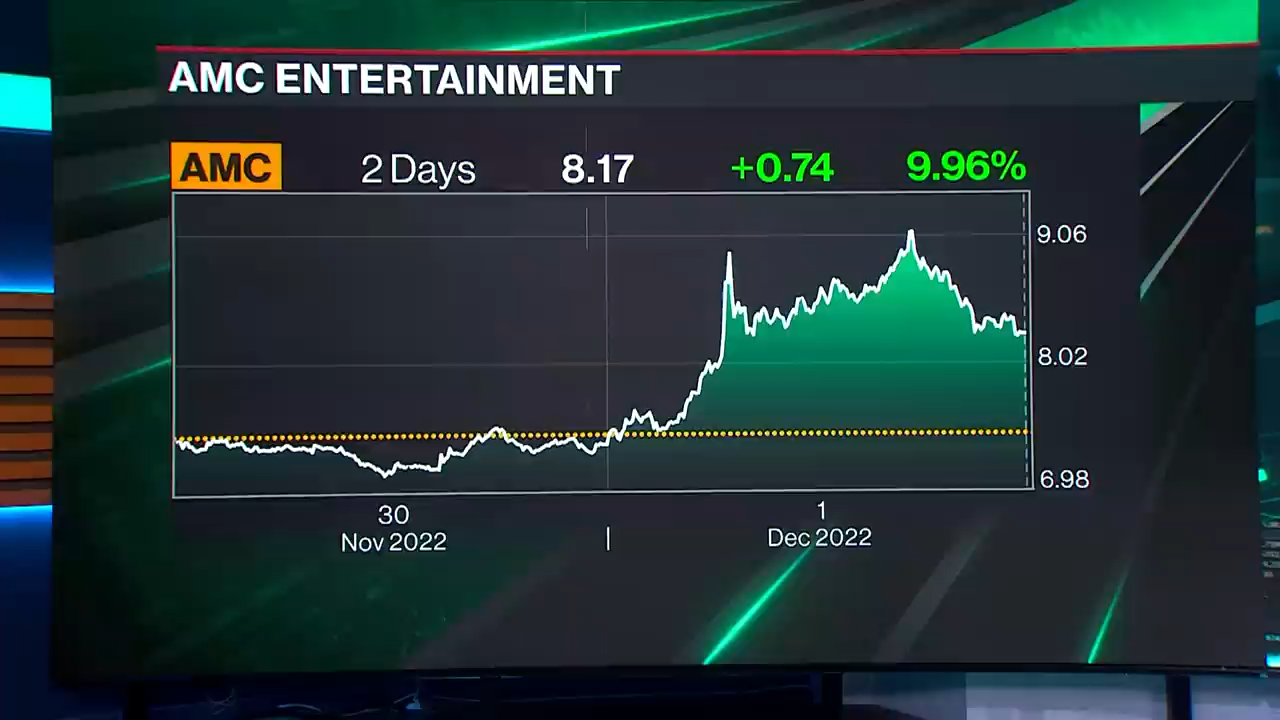 AMC ENTERTAINMENT
AMC 2 Days 8.17 +0.74 9.96%
9.06
8.02
6.98
30 1
Nov 2022 Dec 2022